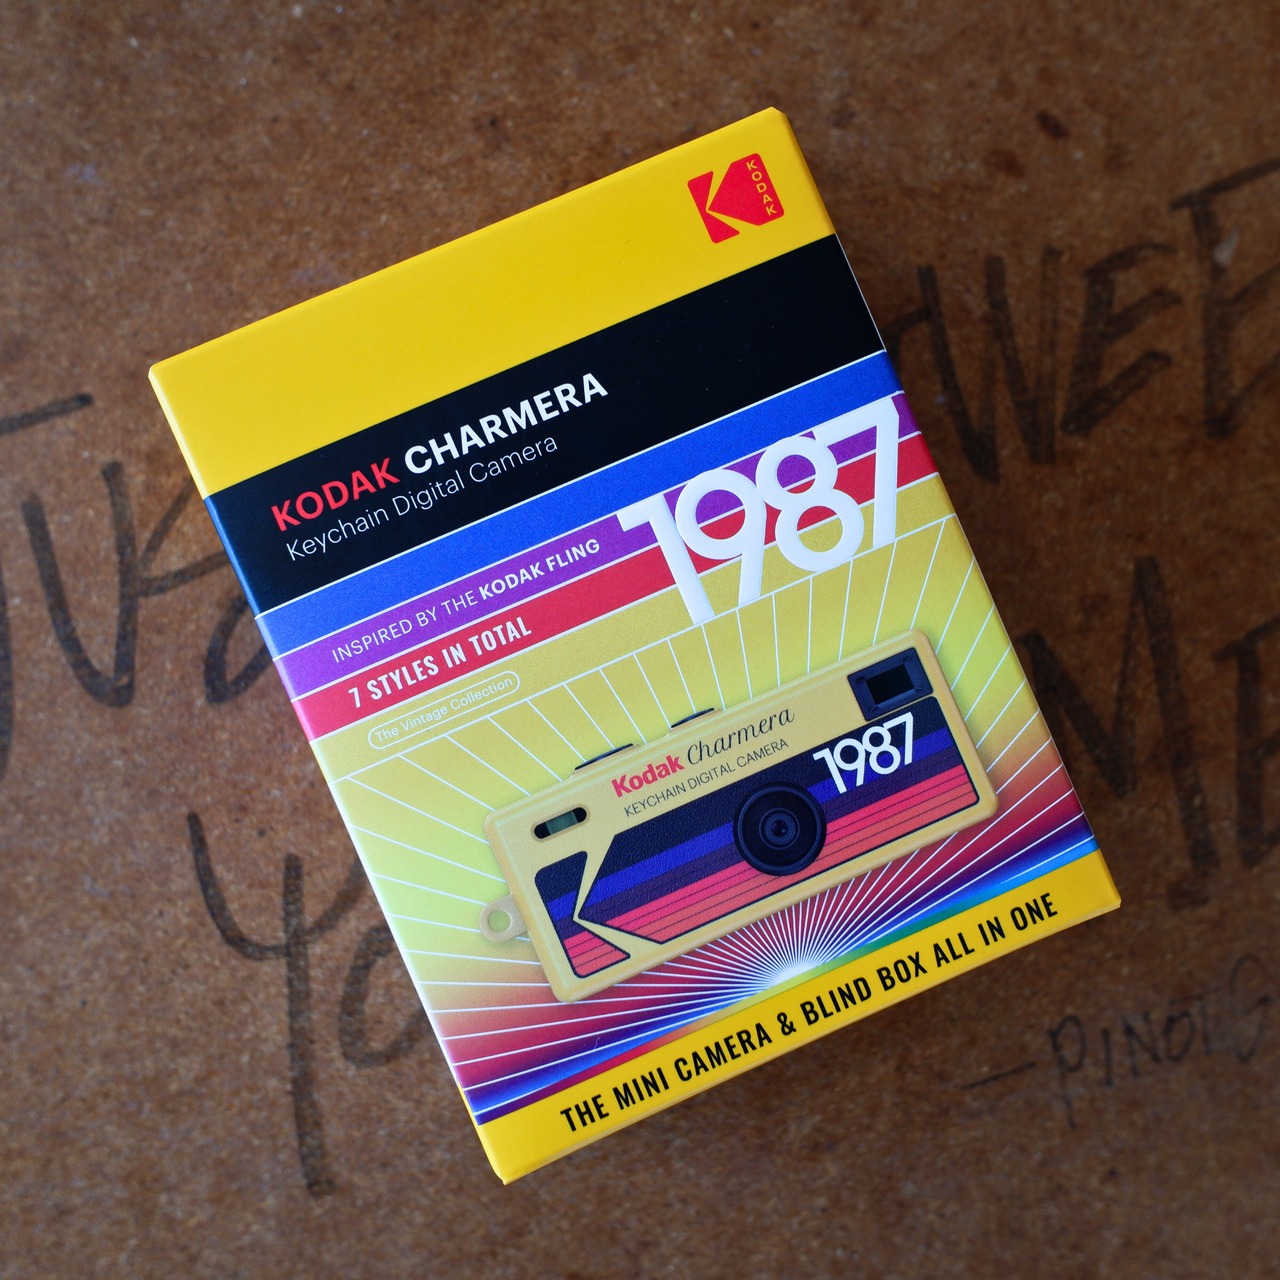 KODAK
KODAK CHARMERA
Keychain Digital Camera
1987
INSPIRED BY THE KODAK FLING
7 STYLES IN TOTAL
The Vintage Collection
Kodak Charmera
KEYCHAIN DIGITAL CAMERA
1987
THE MINI CAMERA & BLIND BOX ALL IN ONE